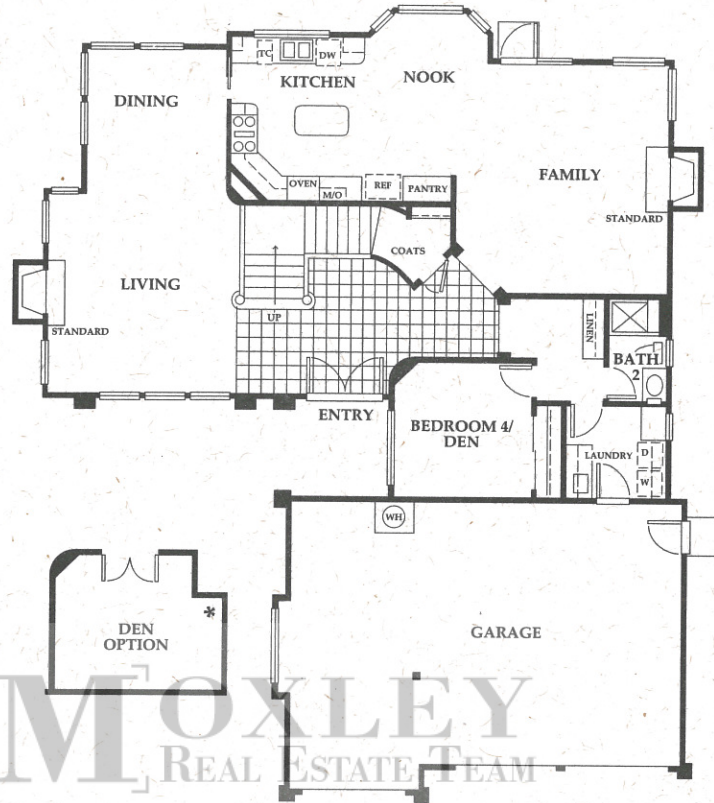 TC
DW
KITCHEN
NOOK
DINING
OVEN
M/O
REF
PANTRY
FAMILY
STANDARD
COATS
LIVING
STANDARD
UP
LINEN
BATH
2
ENTRY
BEDROOM 4/
DEN
LAUNDRY
D
W
WH
DEN
OPTION
*
GARAGE
MOXLEY
REAL ESTATE TEAM